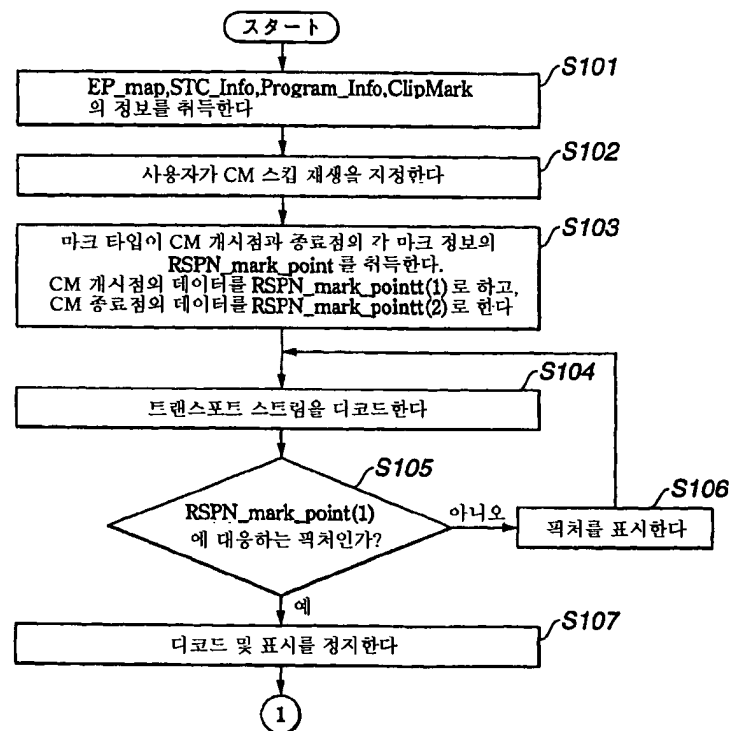 スタート
S101
EP_map,STC_Info,Program_Info,ClipMark
의 정보를 취득한다
S102
사용자가 CM 스킵 재생을 지정한다
S103
마크 타입이 CM 개시점과 종료점의 각 마크 정보의
RSPN_mark_point 를 취득한다.
CM 개시점의 데이터를 RSPN_mark_pointt(1) 로 하고,
CM 종료점의 데이터를 RSPN_mark_pointt(2) 로 한다
S104
트랜스포트 스트림을 디코드한다
S105
RSPN_mark_point(1)
에 대응하는 픽처인가?
아니오
S106
픽처를 표시한다
예
S107
디코드 및 표시를 정지한다
1